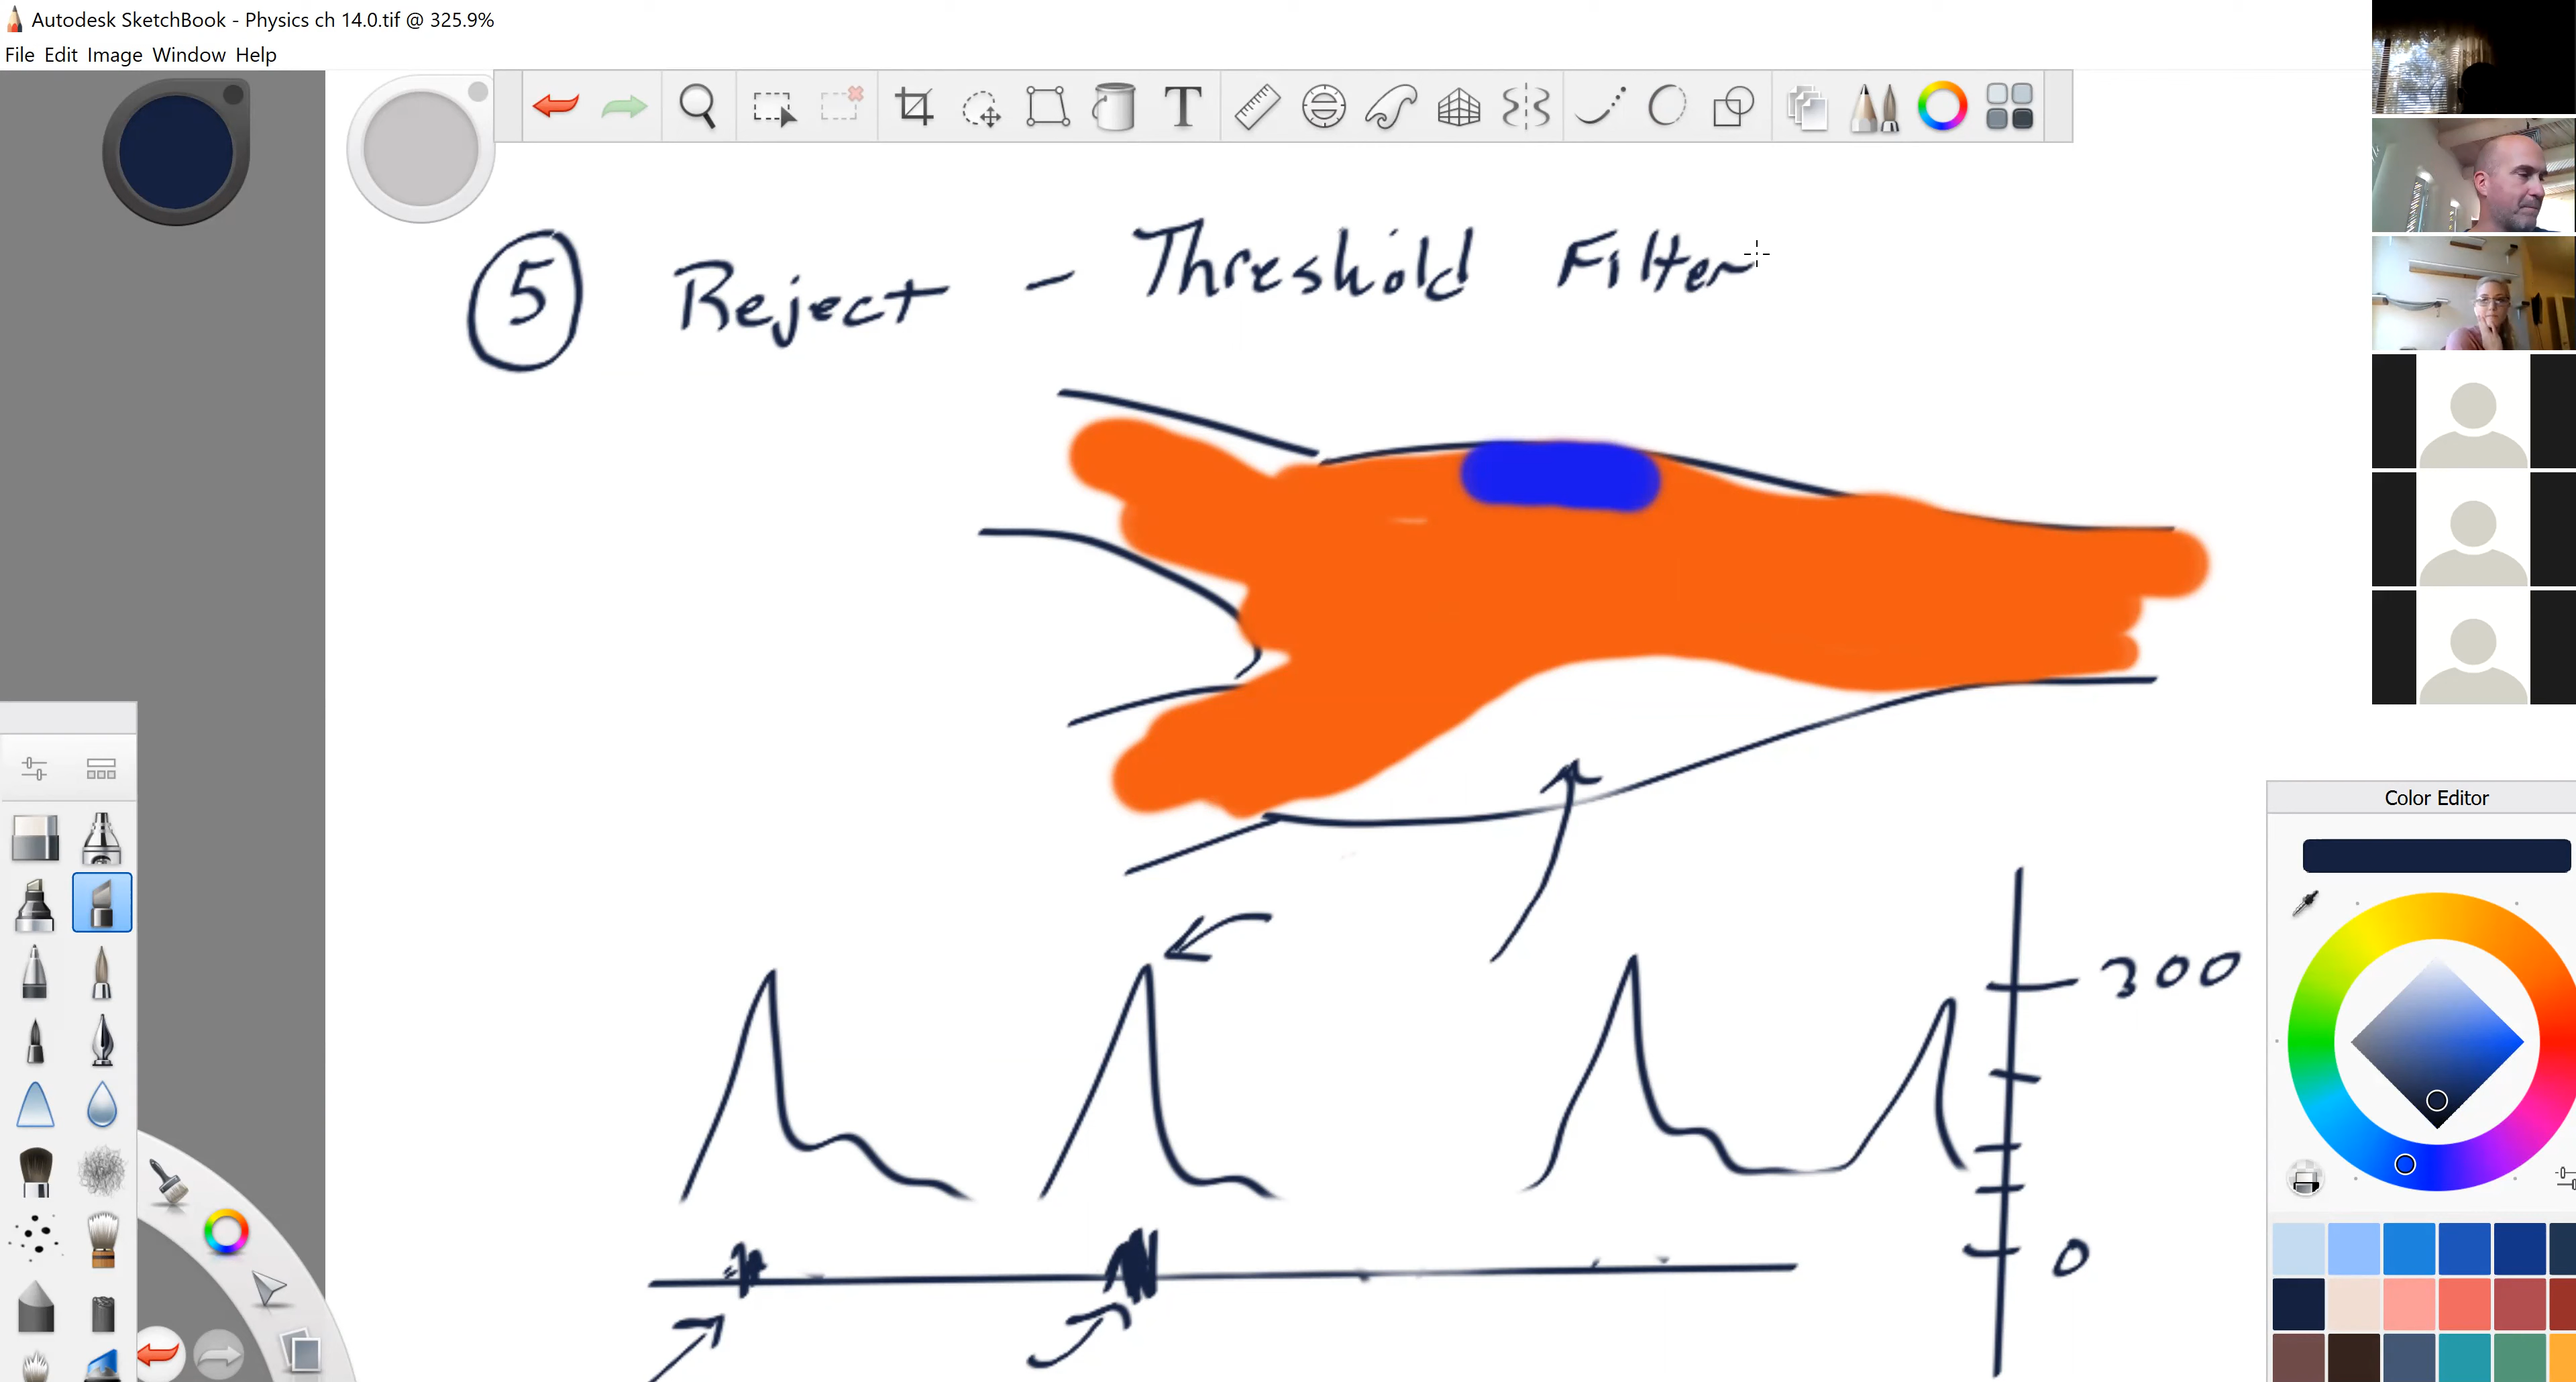 Autodesk SketchBook - Physics ch 14.0.tif @ 325.9%
File Edit Image Window Help
T
5 Reject - Threshold Filter
Color Editor
300
0